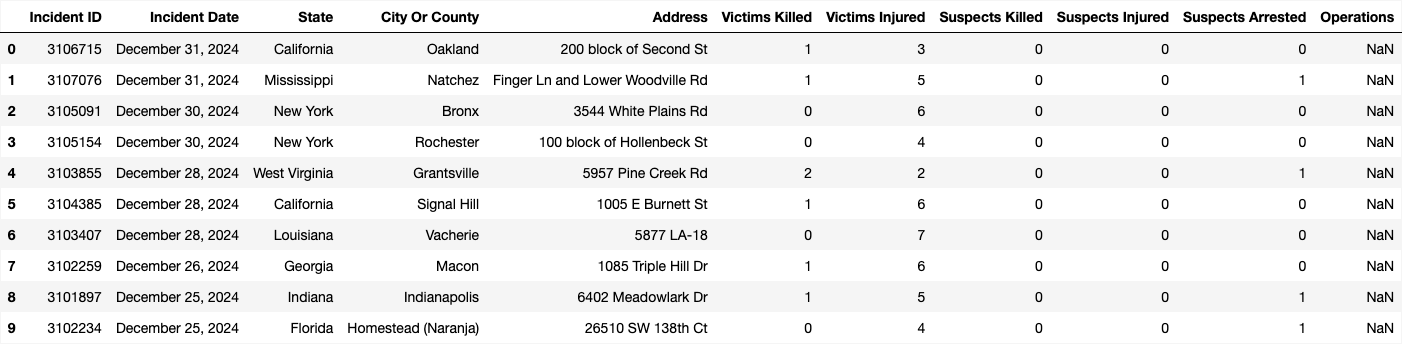 Incident ID Incident Date State City Or County Address Victims Killed Victims Injured Suspects Killed Suspects Injured Suspects Arrested Operations
0 3106715 December 31, 2024 California Oakland 200 block of Second St 1 3 0 0 0 NaN
1 3107076 December 31, 2024 Mississippi Natchez Finger Ln and Lower Woodville Rd 1 5 0 0 1 NaN
2 3105091 December 30, 2024 New York Bronx 3544 White Plains Rd 0 6 0 0 0 NaN
3 3105154 December 30, 2024 New York Rochester 100 block of Hollenbeck St 0 4 0 0 0 NaN
4 3103855 December 28, 2024 West Virginia Grantsville 5957 Pine Creek Rd 2 2 0 0 1 NaN
5 3104385 December 28, 2024 California Signal Hill 1005 E Burnett St 1 6 0 0 0 NaN
6 3103407 December 28, 2024 Louisiana Vacherie 5877 LA-18 0 7 0 0 0 NaN
7 3102259 December 26, 2024 Georgia Macon 1085 Triple Hill Dr 1 6 0 0 0 NaN
8 3101897 December 25, 2024 Indiana Indianapolis 6402 Meadowlark Dr 1 5 0 0 1 NaN
9 3102234 December 25, 2024 Florida Homestead (Naranja) 26510 SW 138th Ct 0 4 0 0 1 NaN